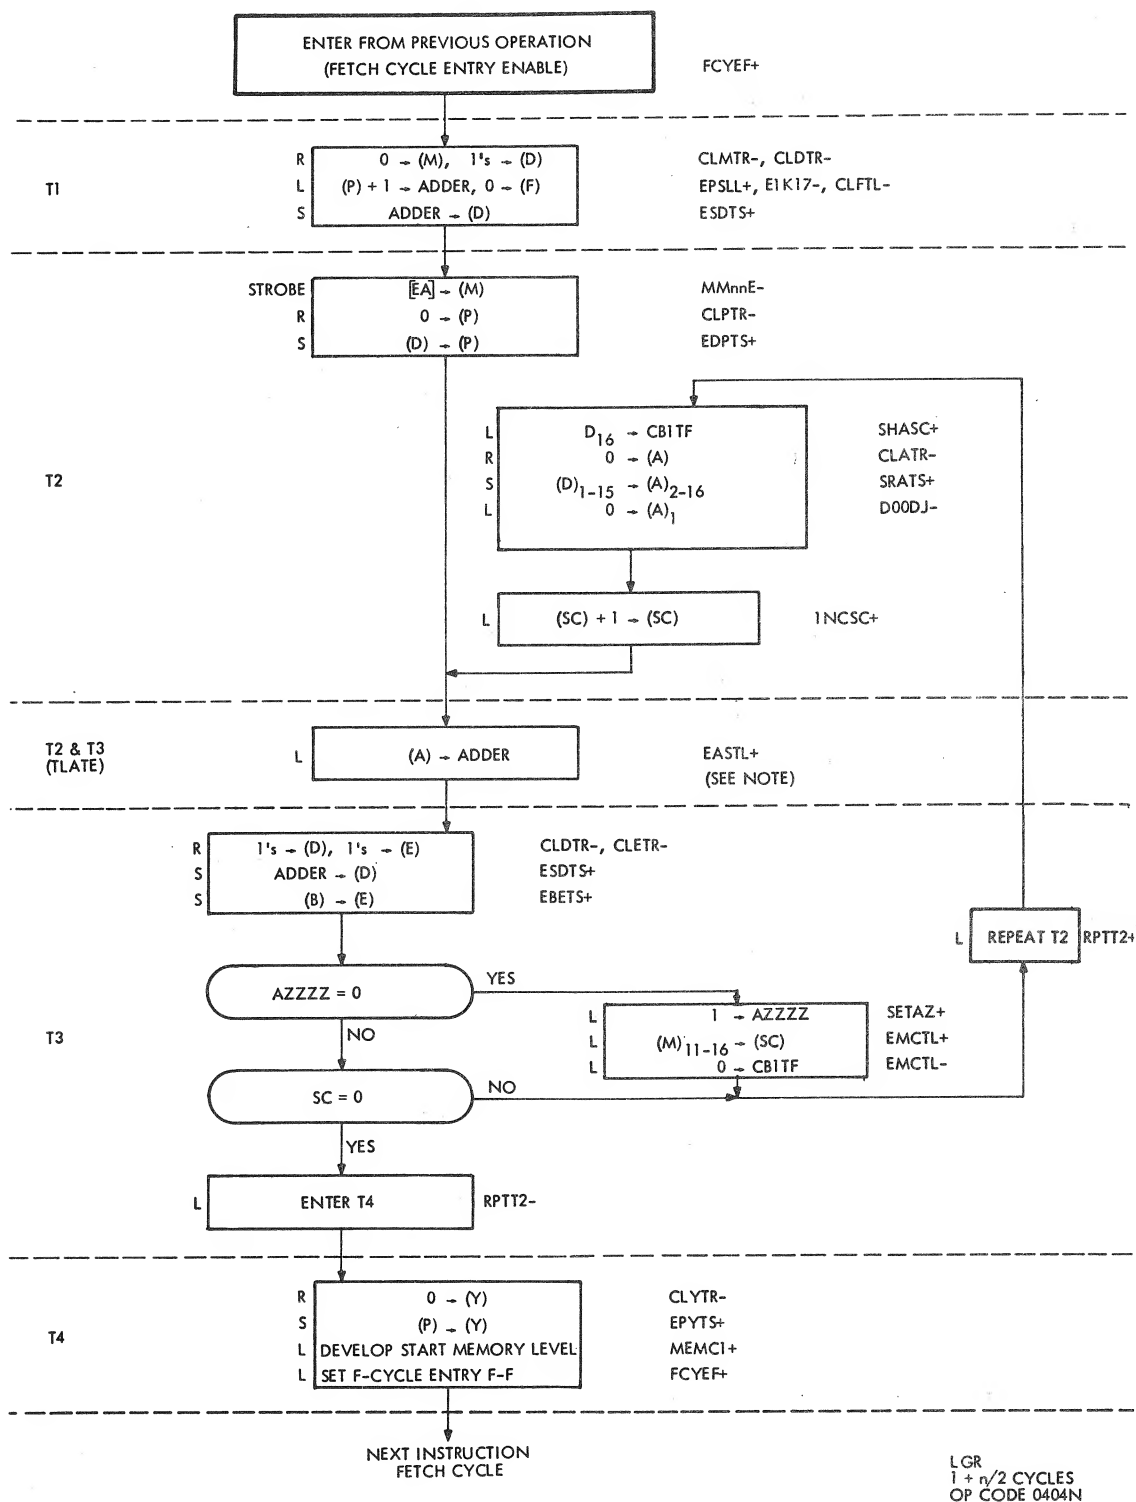 ENTER FROM PREVIOUS OPERATION
(FETCH CYCLE ENTRY ENABLE)
FCYEF+
T1
R 0 → (M), 1's → (D) CLMTR-, CLDTR-
L (P) + 1 → ADDER, 0 → (F) EPSLL+, E1K17-, CLFTL-
S ADDER → (D) ESDTS+
T2
STROBE [EA] → (M) MMnnE-
R 0 → (P) CLPTR-
S (D) → (P) EDPTS+
L D16 → CB1TF SHASC+
R 0 → (A) CLATR-
S (D)1-15 → (A)2-16 SRATS+
L 0 → (A)1 D00DJ-
L (SC) + 1 → (SC) 1NCSC+
T2 & T3
(TLATE)
L (A) → ADDER EASTL+
(SEE NOTE)
T3
R 1's → (D), 1's → (E) CLDTR-, CLETR-
S ADDER → (D) ESDTS+
S (B) → (E) EBETS+
L REPEAT T2 RPTT2+
AZZZZ = 0
YES
NO
L 1 → AZZZZ SETAZ+
L (M)11-16 → (SC) EMCTL+
L 0 → CB1TF EMCTL-
SC = 0
NO
YES
L ENTER T4 RPTT2-
T4
R 0 → (Y) CLYTR-
S (P) → (Y) EPYTS+
L DEVELOP START MEMORY LEVEL MEMC1+
L SET F-CYCLE ENTRY F-F FCYEF+
NEXT INSTRUCTION
FETCH CYCLE
LGR
1 + n/2 CYCLES
OP CODE 0404N